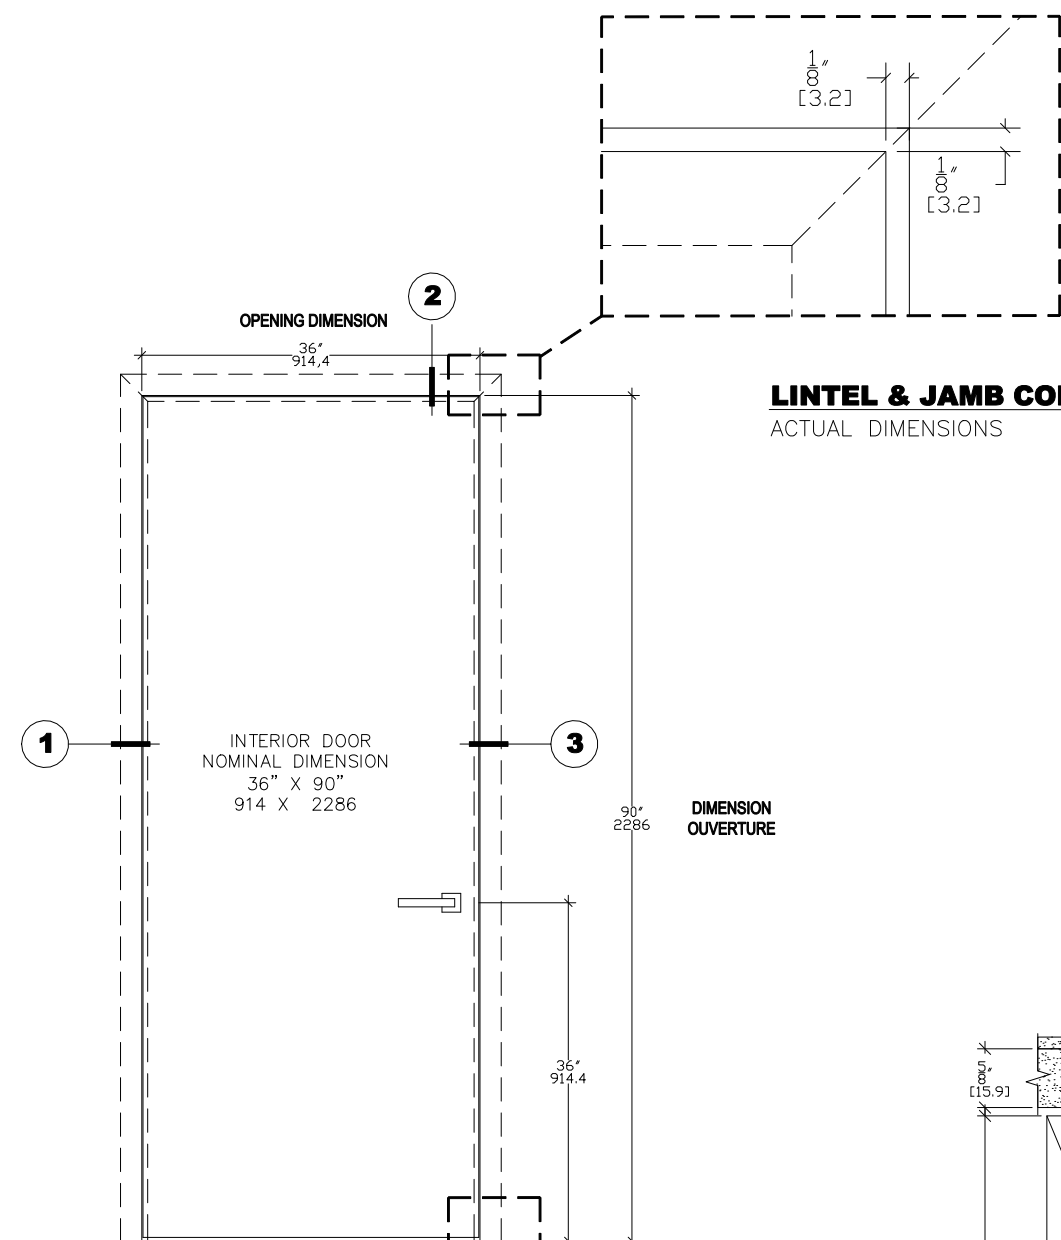 1/8"
[3.2]
1/8"
[3.2]
2
OPENING DIMENSION
36"
914,4
LINTEL & JAMB
ACTUAL DIMENSIONS
1
INTERIOR DOOR
NOMINAL DIMENSION
36" X 90"
914 X 2286
3
90"
2286
DIMENSION
OUVERTURE
36"
914.4
5/8"
[15.9]